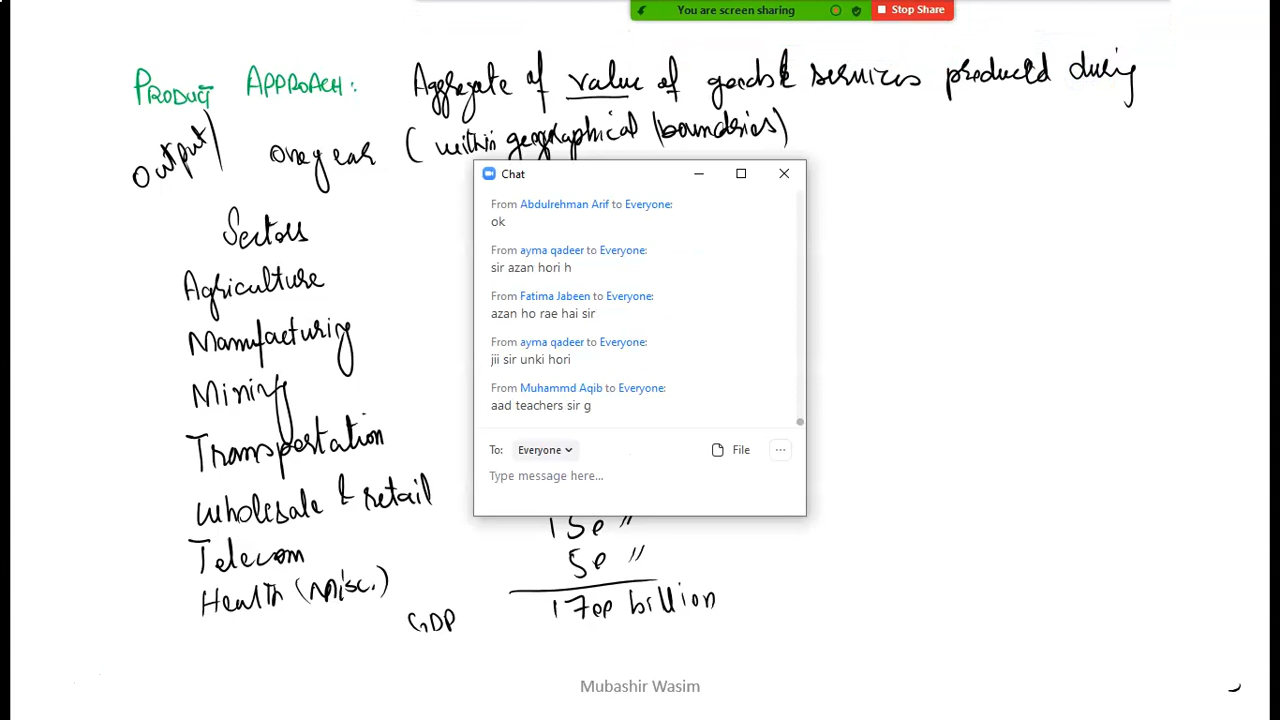 You are screen sharing Stop Share
PRODUCT APPROACH: Aggregate of value of goods & services produced during
output/ one year (within geographical boundries)
Chat
From Abdulrehman Arif to Everyone:
ok
From ayma qadeer to Everyone:
sir azan hori h
From Fatima Jabeen to Everyone:
azan ho rae hai sir
From ayma qadeer to Everyone:
jii sir unki hori
From Muhammd Aqib to Everyone:
aad teachers sir g
To: Everyone File ...
Type message here...
Sectors
Agriculture
Manufacturing
Mining
Transportation
Wholesale & retail
150 "
Telecom
50 "
Health (Misc.)
GDP 1700 billion
Mubashir Wasim